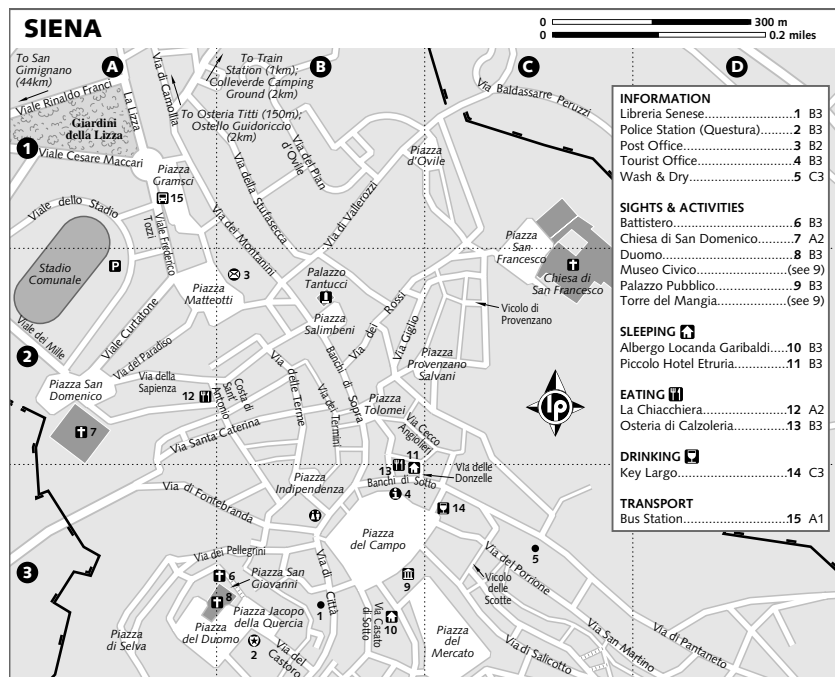 SIENA
0 300 m
0 0.2 miles
To San
Gimignano
(44km)
A
To Train
Station (1km);
Colleverde Camping
Ground (2km)
B
C
D
Viale Rinaldo Franci
La Lizza
Via di Camollia
To Osteria Titti (150m);
Ostello Guidoriccio
(2km)
Via Baldassarre Peruzzi
Giardini
della Lizza
1
Viale Cesare Maccari
Piazza
Gramsci
15
Via del Pian
d'Ovile
Piazza
d'Ovile
Via della Stufasecca
Via di Vallerozzi
Viale dello Stadio
Viale Frederico
Tozzi
Via dei Montanini
Piazza
San
Francesco
Stadio
Comunale
P
3
Palazzo
Tantucci
Chiesa di
San Francesco
Piazza
Matteotti
Piazza
Salimbeni
Via dei Rossi
Via Giglio
Vicolo di
Provenzano
Viale dei Mille
Viale Curtatone
Via del Paradiso
2
Piazza San
Domenico
Via della
Sapienza
12
Costa di
Sant'
Antonio
Via delle Terme
Banchi di Sopra
Piazza
Provenzano
Salvani
lp
7
Via Santa Caterina
Via dei Termini
Piazza
Tolomei
Via Cecco
Angiolieri
11
13
Via delle
Donzelle
Via di Fontebranda
Piazza
Indipendenza
Banchi di Sotto
4
14
Piazza
del Campo
3
Via dei Pellegrini
6
Piazza San
Giovanni
Via di Città
9
5
Via del Porrione
Vicolo
delle
Scotte
8
Piazza Jacopo
della Quercia
1
Via Casato
di Sotto
10
Piazza
di Selva
Piazza
del Duomo
2
Via del
Castoro
Piazza
del
Mercato
Via di Salicotto
Via San Martino
Via di Pantaneto
INFORMATION
Libreria Senese 1 B3
Police Station (Questura) 2 B3
Post Office 3 B2
Tourist Office 4 B3
Wash & Dry 5 C3
SIGHTS & ACTIVITIES
Battistero 6 B3
Chiesa di San Domenico 7 A2
Duomo 8 B3
Museo Civico (see 9)
Palazzo Pubblico 9 B3
Torre del Mangia (see 9)
SLEEPING
Albergo Locanda Garibaldi 10 B3
Piccolo Hotel Etruria 11 B3
EATING
La Chiacchiera 12 A2
Osteria di Calzoleria 13 B3
DRINKING
Key Largo 14 C3
TRANSPORT
Bus Station 15 A1